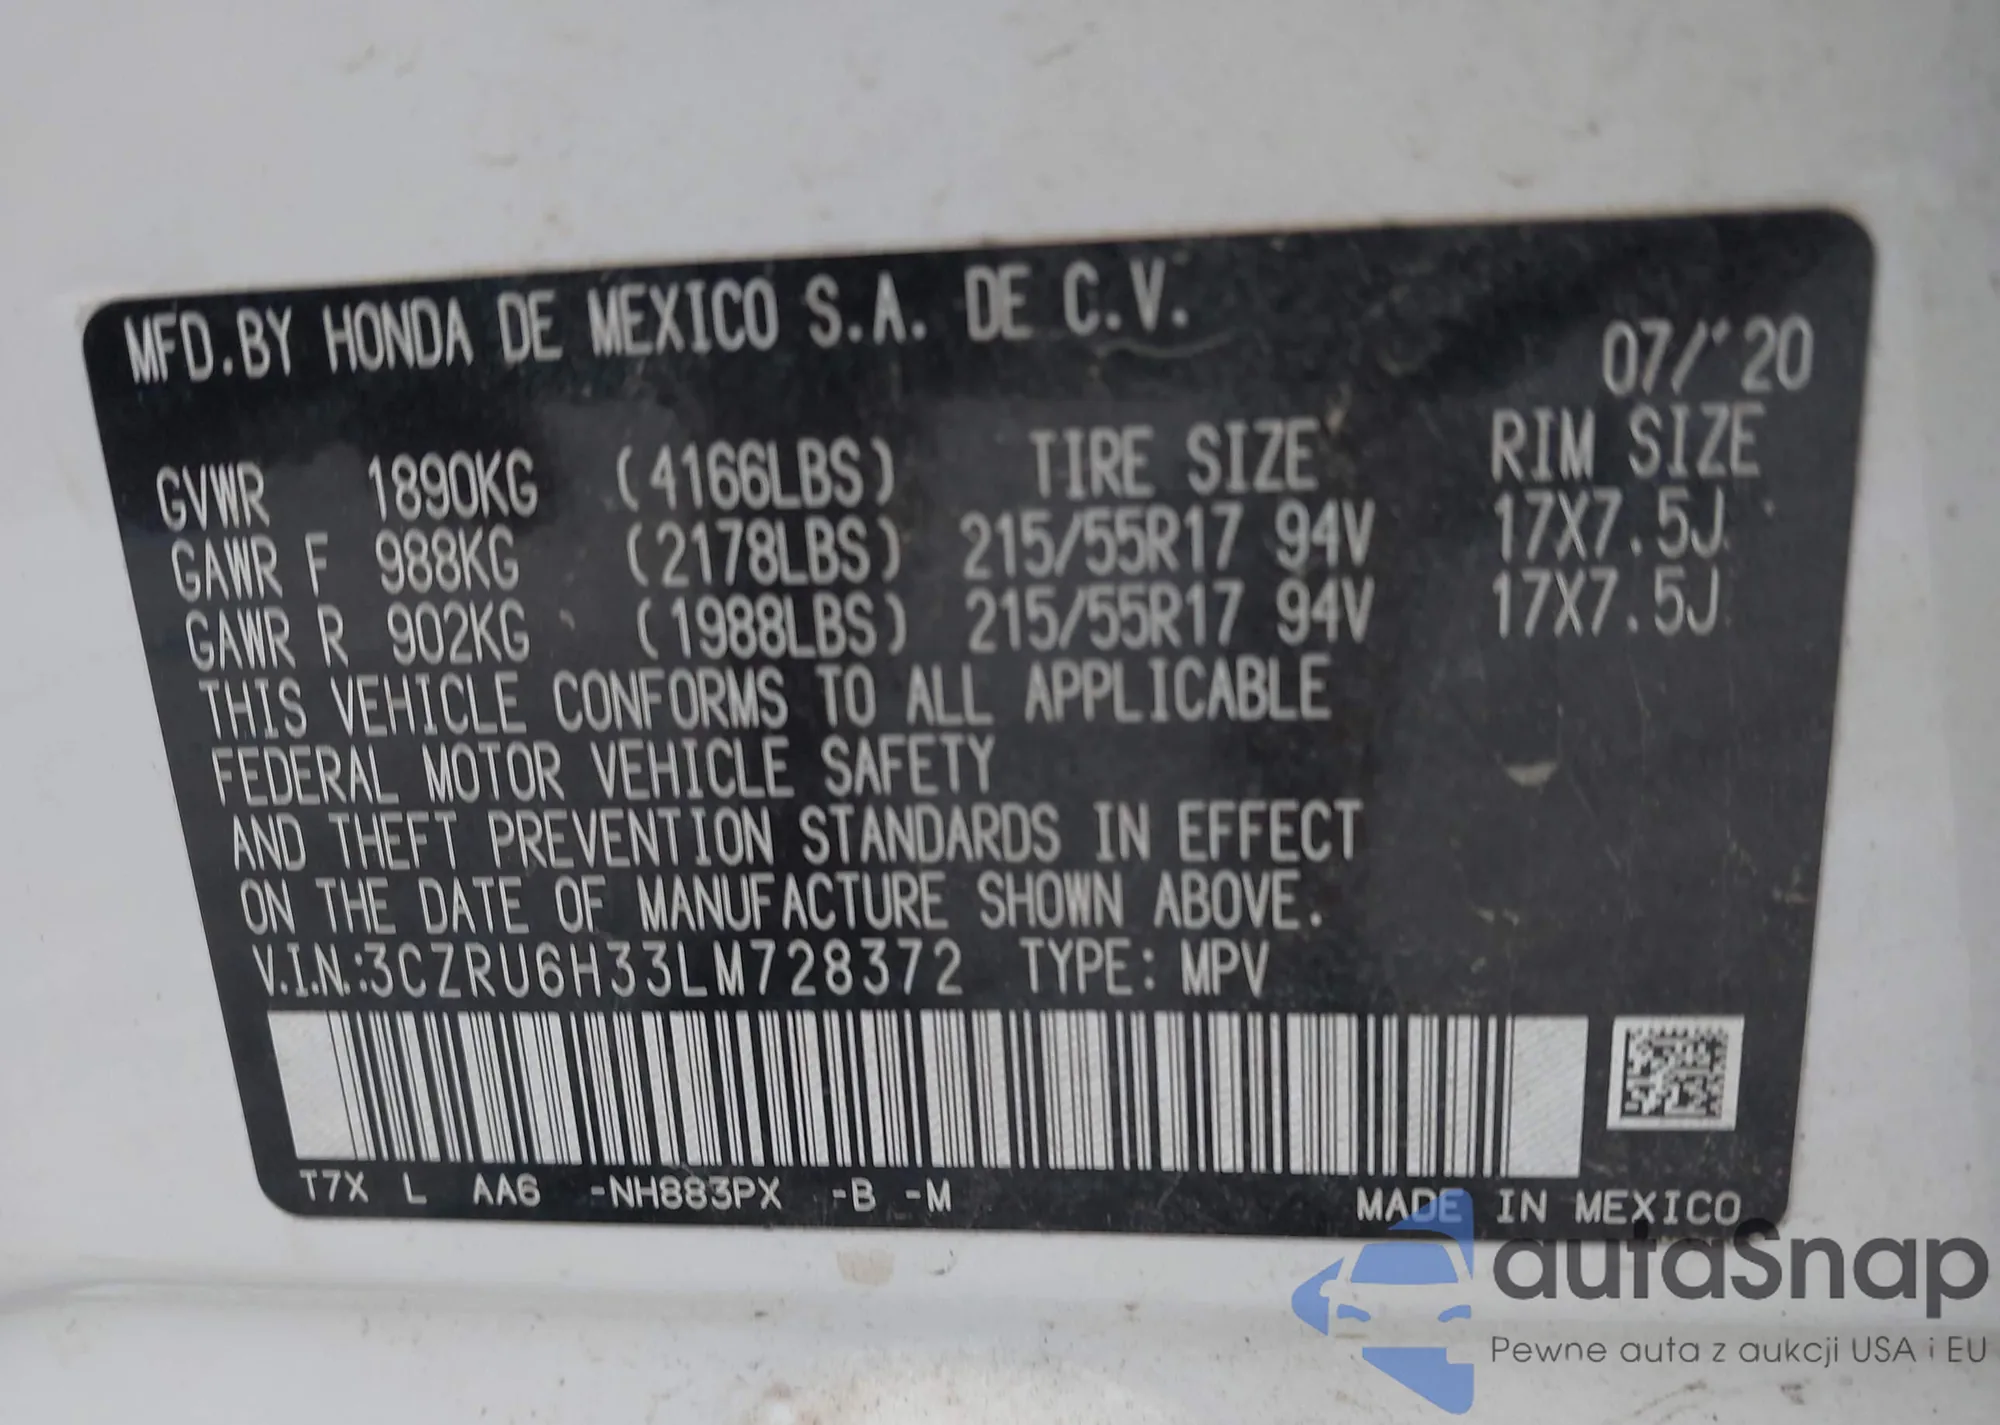 MFD.BY HONDA DE MEXICO S.A. DE C.V.
07/'20
GVWR 1890KG (4166LBS) TIRE SIZE RIM SIZE
GAWR F 988KG (2178LBS) 215/55R17 94V 17X7.5J
GAWR R 902KG (1988LBS) 215/55R17 94V 17X7.5J
THIS VEHICLE CONFORMS TO ALL APPLICABLE
FEDERAL MOTOR VEHICLE SAFETY
AND THEFT PREVENTION STANDARDS IN EFFECT
ON THE DATE OF MANUFACTURE SHOWN ABOVE.
V.I.N.:3CZRU6H33LM728372 TYPE: MPV
T7X L AA6 -NH883PX -B -M MADE IN MEXICO
autaSnap
Pewne auta z aukcji USA i EU